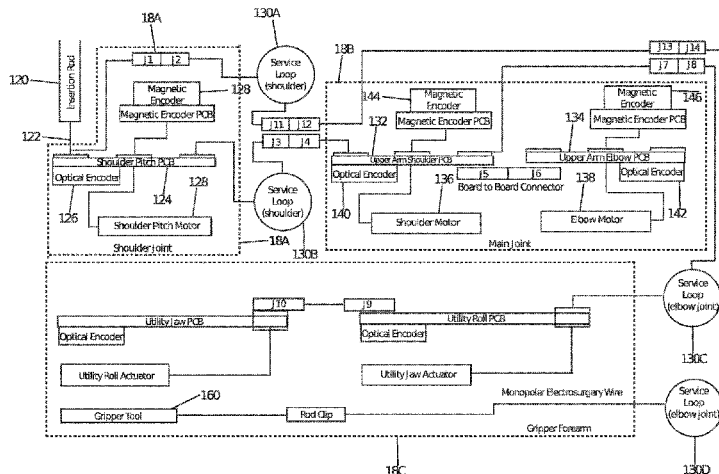 130A
18A
18B
J1 J2
J13 J14
J7 J8
120
Insertion Rod
Service
Loop
(shoulder)
Magnetic
Encoder
128
Magnetic Encoder PCB
144
Magnetic
Encoder
132
Magnetic Encoder PCB
Magnetic
Encoder
146
134
Magnetic Encoder PCB
122
J11 J12
J3 J4
Shoulder Pitch PCB
Optical Encoder
124
128
126
Upper Arm Shoulder PCB
Optical Encoder
136
140
J5 J6
Board to Board Connector
Upper Arm Elbow PCB
Optical Encoder
138
142
Service
Loop
(shoulder)
Shoulder Pitch Motor
Shoulder Joint
18A
130B
Shoulder Motor
Elbow Motor
Main Joint
J10
J9
Utility Jaw PCB
Optical Encoder
Utility Roll PCB
Optical Encoder
Service
Loop
(elbow joint)
130C
Utility Roll Actuator
Utility Jaw Actuator
160
Gripper Tool
Rod Clip
Monopolar Electrosurgery Wire
Gripper Forearm
Service
Loop
(elbow joint)
18C
130D